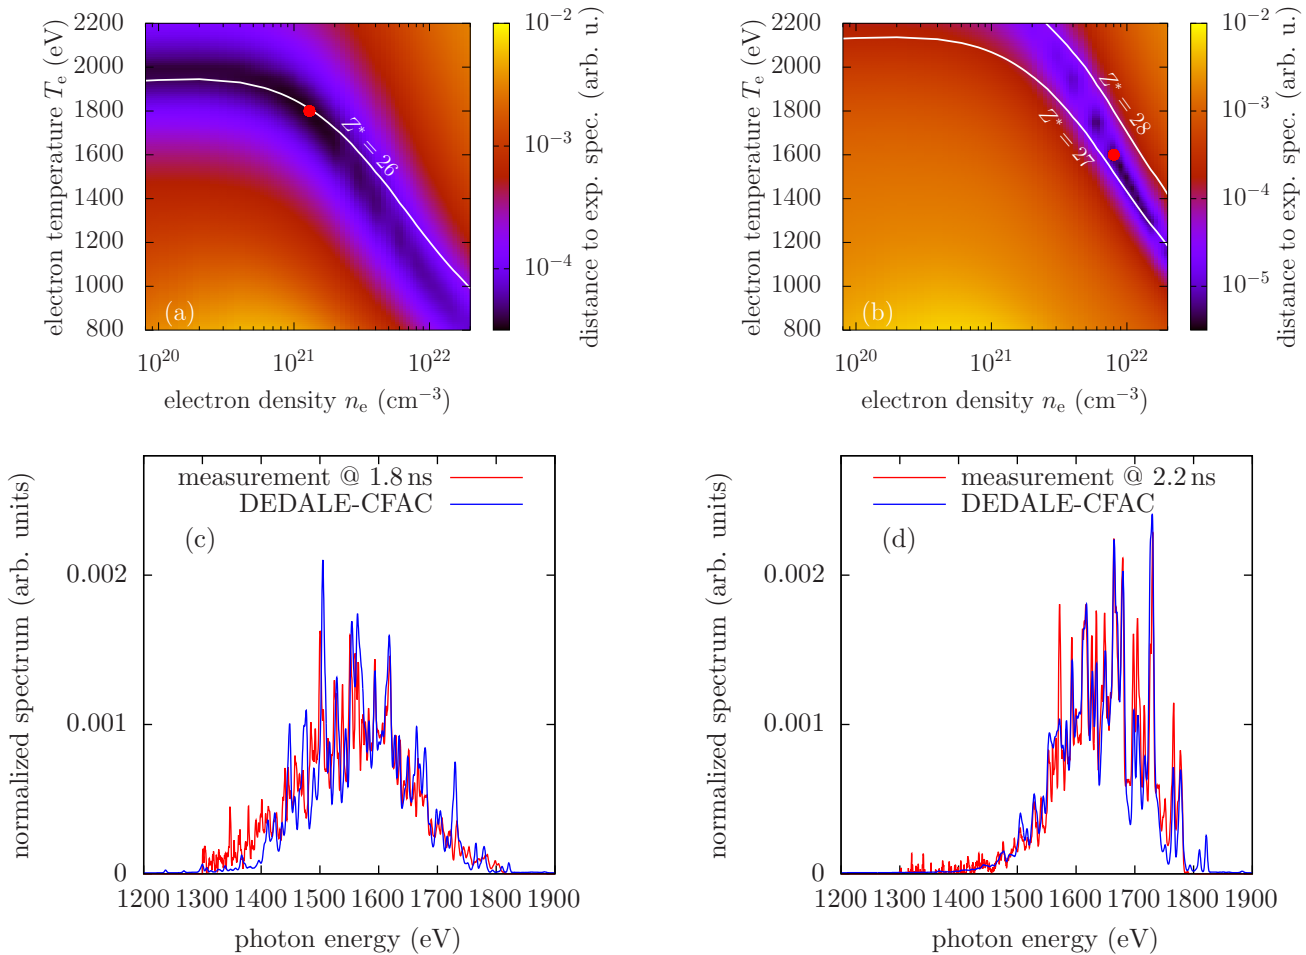 2200
2000
1800
1600
1400
1200
1000
800
electron temperature T_e (eV)
(a)
Z* = 26
10^20
10^21
10^22
electron density n_e (cm^−3)
10^−2
10^−3
10^−4
distance to exp. spec. (arb. u.)
2200
2000
1800
1600
1400
1200
1000
800
electron temperature T_e (eV)
(b)
Z* = 28
Z* = 27
10^20
10^21
10^22
electron density n_e (cm^−3)
10^−2
10^−3
10^−4
10^−5
distance to exp. spec. (arb. u.)
measurement @ 1.8 ns
DEDALE-CFAC
(c)
0.002
0.001
0
normalized spectrum (arb. units)
1200 1300 1400 1500 1600 1700 1800 1900
photon energy (eV)
measurement @ 2.2 ns
DEDALE-CFAC
(d)
0.002
0.001
0
normalized spectrum (arb. units)
1200 1300 1400 1500 1600 1700 1800 1900
photon energy (eV)